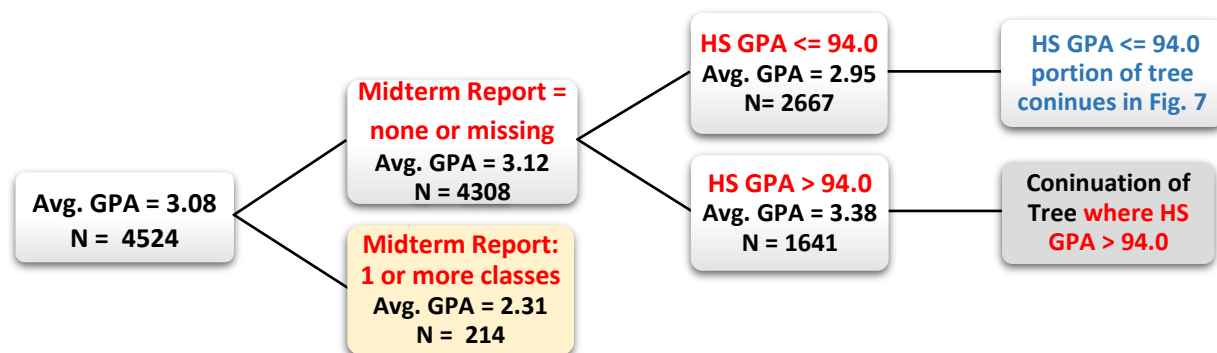 Avg. GPA = 3.08
N =  4524
Midterm Report =
none or missing
Avg. GPA = 3.12
N = 4308
Midterm Report:
1 or more classes
Avg. GPA = 2.31
N =  214
HS GPA <= 94.0
Avg. GPA = 2.95
N= 2667
HS GPA > 94.0
Avg. GPA = 3.38
N = 1641
HS GPA <= 94.0
portion of tree
coninues in Fig. 7
Coninuation of
Tree where HS
GPA > 94.0